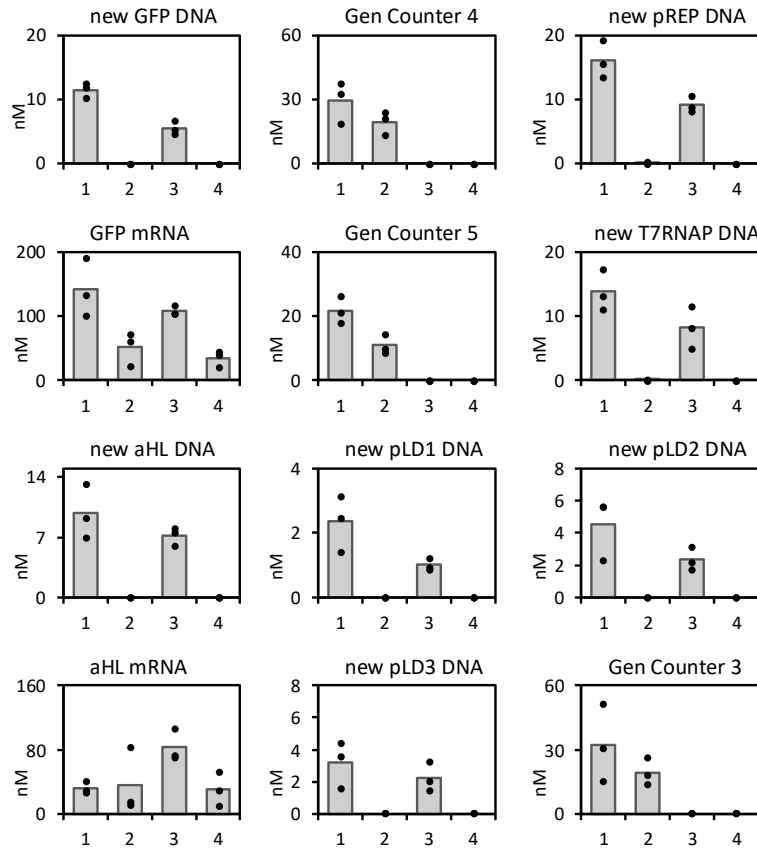 new GFP DNA
20
10
0
nM
1 2 3 4
Gen Counter 4
60
30
0
nM
1 2 3 4
new pREP DNA
20
10
0
nM
1 2 3 4
GFP mRNA
200
100
0
nM
1 2 3 4
Gen Counter 5
40
20
0
nM
1 2 3 4
new T7RNAP DNA
20
10
0
nM
1 2 3 4
new aHL DNA
14
7
0
nM
1 2 3 4
new pLD1 DNA
4
2
0
nM
1 2 3 4
new pLD2 DNA
8
6
4
2
0
nM
1 2 3 4
aHL mRNA
160
80
0
nM
1 2 3 4
new pLD3 DNA
8
6
4
2
0
nM
1 2 3 4
Gen Counter 3
60
30
0
nM
1 2 3 4